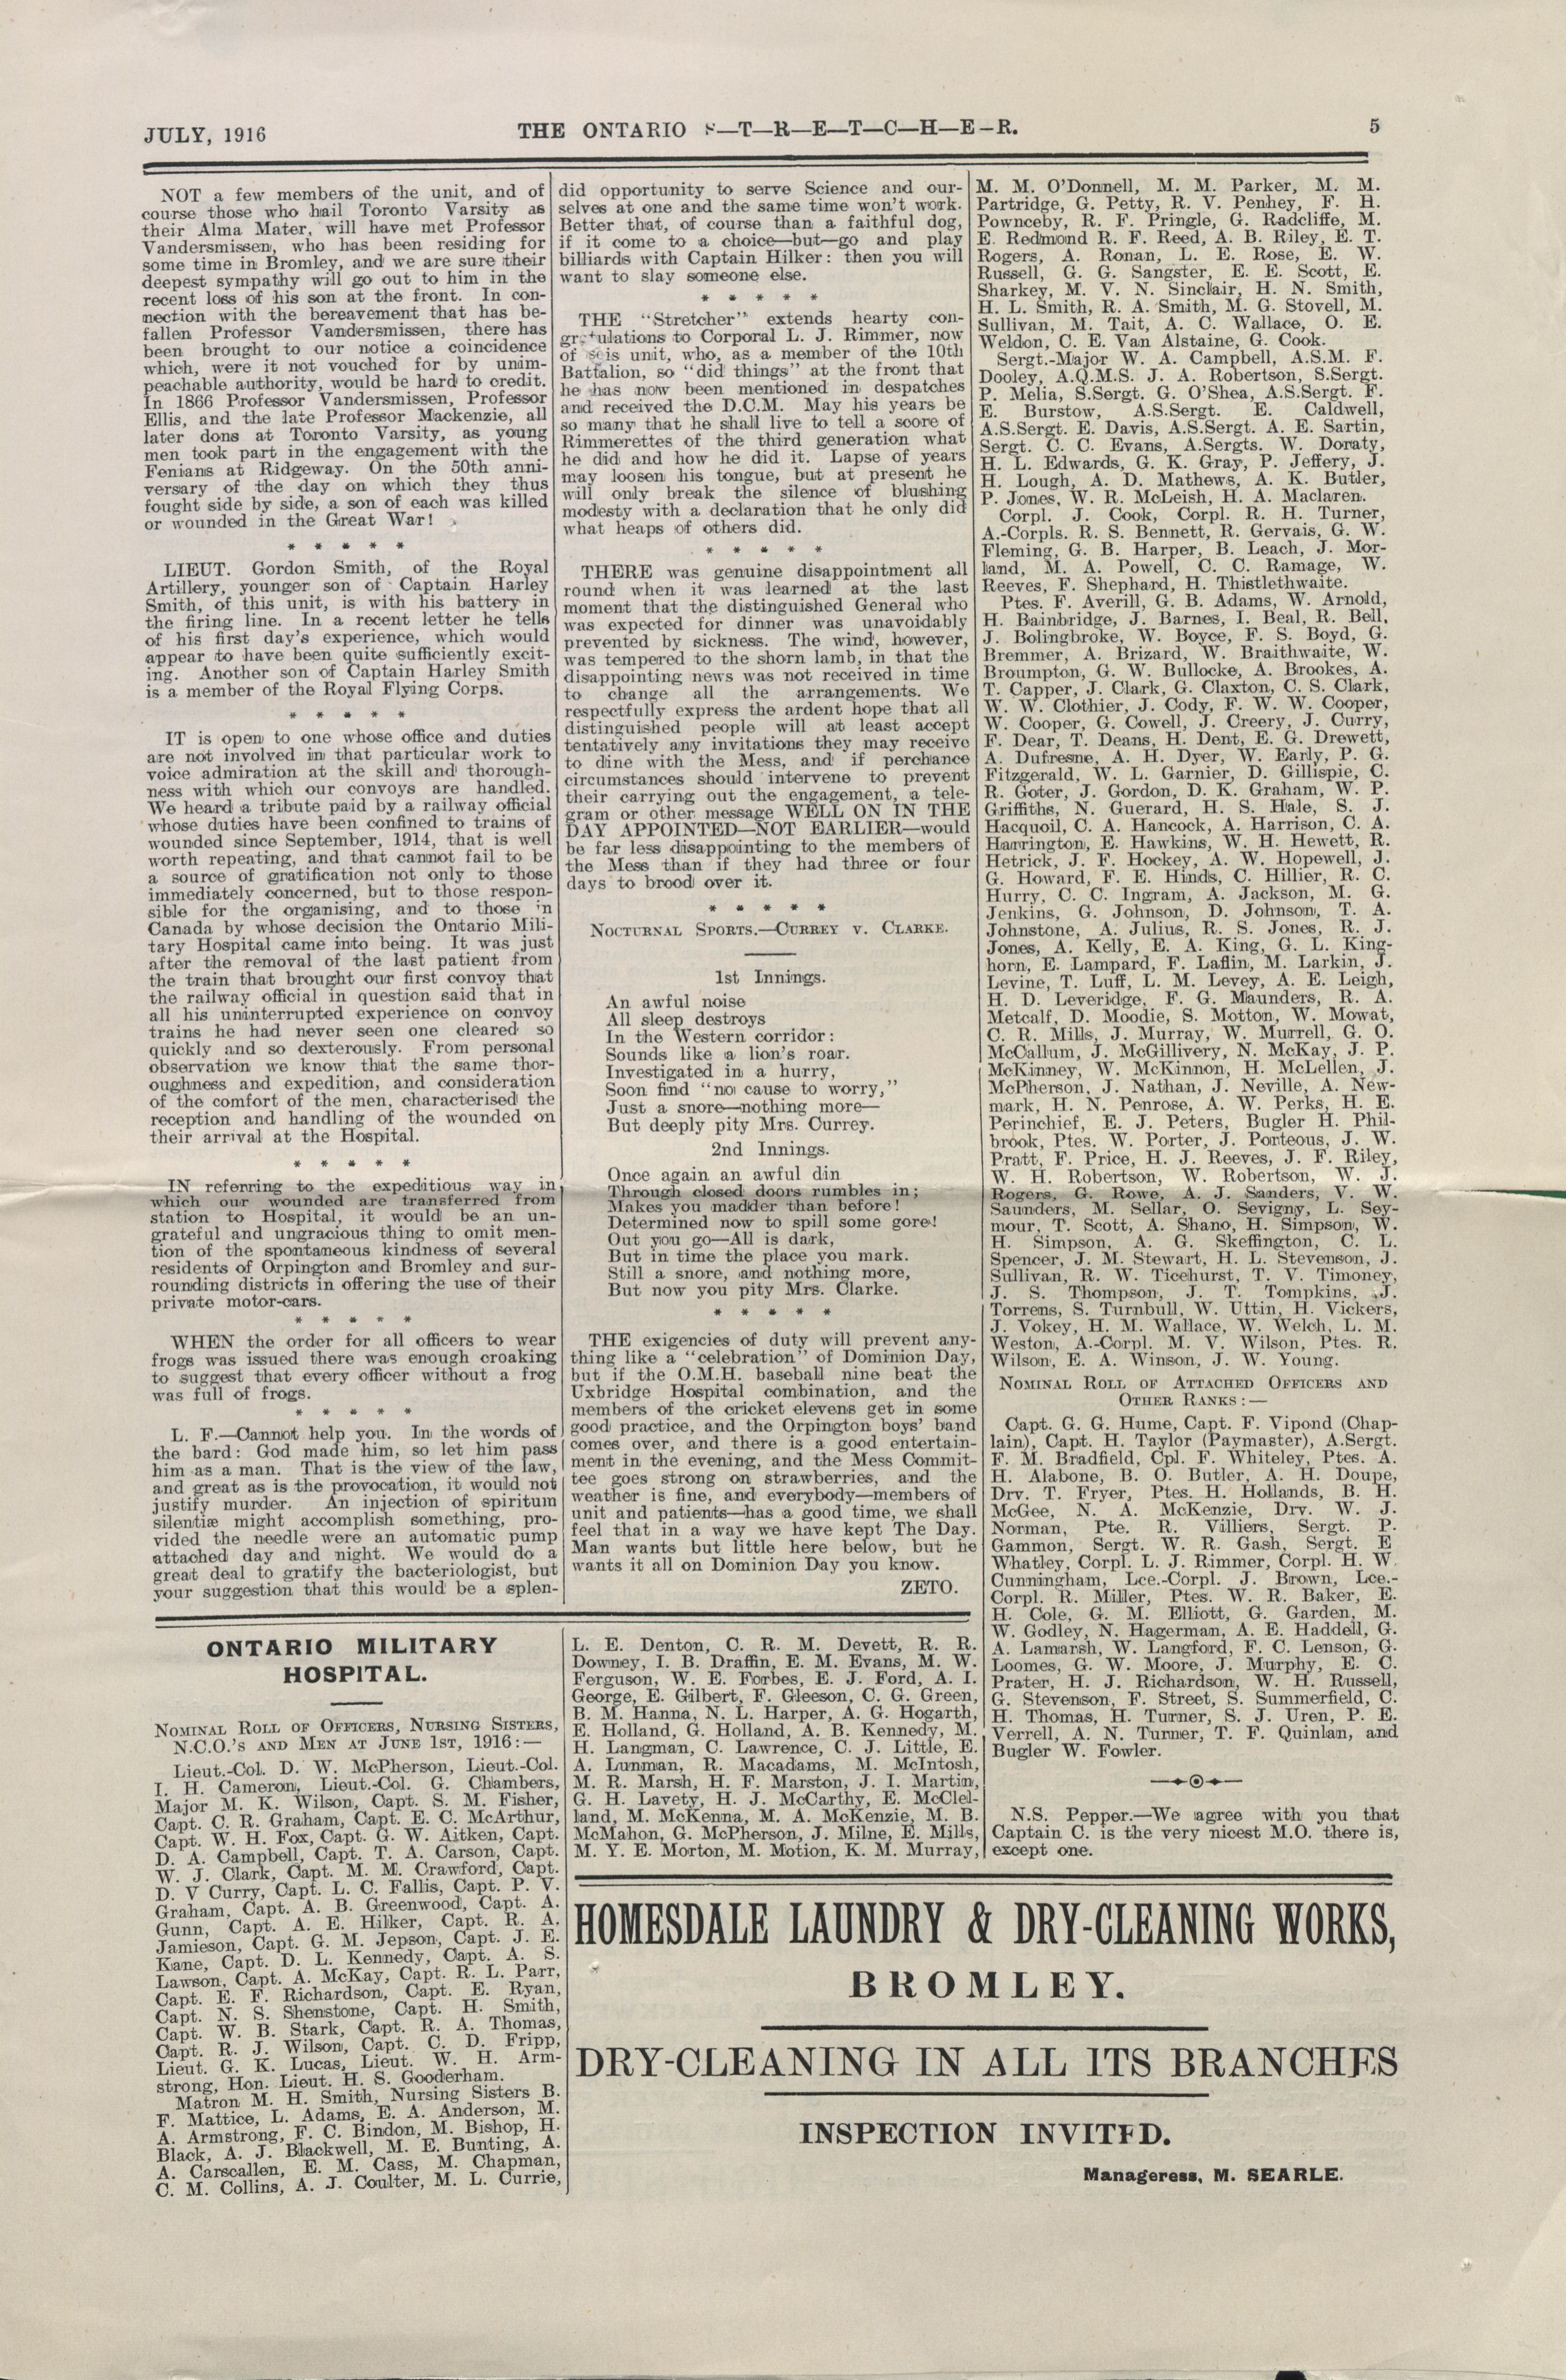 JULY, 1916
THE ONTARIO S—T—R—E—T—C—H—E—R.
5
NOT a few members of the unit, and of
course those who hail Toronto Varsity as
their Alma Mater, will have met Professor
Vandersmissen, who has been residing for
some time in Bromley, and we are sure their
deepest sympathy will go out to him in the
recent loss of his son at the front. In con-
nection with the bereavement that has be-
fallen Professor Vandersmissen, there has
been brought to our notice a coincidence
which, were it not vouched for by unim-
peachable authority, would be hard to credit.
In 1866 Professor Vandersmissen, Professor
Ellis, and the late Professor Mackenzie, all
later dons at Toronto Varsity, as young
men took part in the engagement with the
Fenians at Ridgeway. On the 50th anni-
versary of the day on which they thus
fought side by side, a son of each was killed
or wounded in the Great War!
* * * * *
LIEUT. Gordon Smith, of the Royal
Artillery, younger son of Captain Harley
Smith, of this unit, is with his battery in
the firing line. In a recent letter he tells
of his first day's experience, which would
appear to have been quite sufficiently excit-
ing. Another son of Captain Harley Smith
is a member of the Royal Flying Corps.
* * * * *
IT is open to one whose office and duties
are not involved in that particular work to
voice admiration at the skill and thorough-
ness with which our convoys are handled.
We heard a tribute paid by a railway official
whose duties have been confined to trains of
wounded since September, 1914, that is well
worth repeating, and that cannot fail to be
a source of gratification not only to those
immediately concerned, but to those respon-
sible for the organising, and to those in
Canada by whose decision the Ontario Mili-
tary Hospital came into being. It was just
after the removal of the last patient from
the train that brought our first convoy that
the railway official in question said that in
all his uninterrupted experience on convoy
trains he had never seen one cleared so
quickly and so dexterously. From personal
observation we know that the same thor-
oughness and expedition, and consideration
of the comfort of the men, characterised the
reception and handling of the wounded on
their arrival at the Hospital.
* * * * *
IN referring to the expeditious way in
which our wounded are transferred from
station to Hospital, it would be an un-
grateful and ungracious thing to omit men-
tion of the spontaneous kindness of several
residents of Orpington and Bromley and sur-
rounding districts in offering the use of their
private motor-cars.
* * * * *
WHEN the order for all officers to wear
frogs was issued there was enough croaking
to suggest that every officer without a frog
was full of frogs.
* * * * *
L. F.—Cannot help you. In the words of
the bard: God made him, so let him pass
him as a man. That is the view of the law,
and great as is the provocation, it would not
justify murder. An injection of spiritum
silentiæ might accomplish something, pro-
vided the needle were an automatic pump
attached day and night. We would do a
great deal to gratify the bacteriologist, but
your suggestion that this would be a splen-
did opportunity to serve Science and our-
selves at one and the same time won't work.
Better that, of course than a faithful dog,
if it come to a choice—but—go and play
billiards with Captain Hilker: then you will
want to slay someone else.
* * * * *
THE "Stretcher" extends hearty con-
gratulations to Corporal L. J. Rimmer, now
of unit, who, as a member of the 10th
Battalion, so "did things" at the front that
he has now been mentioned in despatches
and received the D.C.M. May his years be
so many that he shall live to tell a score of
Rimmerettes of the third generation what
he did and how he did it. Lapse of years
may loosen his tongue, but at present he
will only break the silence of blushing
modesty with a declaration that he only did
what heaps of others did.
* * * * *
THERE was genuine disappointment all
round when it was learned at the last
moment that the distinguished General who
was expected for dinner was unavoidably
prevented by sickness. The wind, however,
was tempered to the shorn lamb, in that the
disappointing news was not received in time
to change all the arrangements. We
respectfully express the ardent hope that all
distinguished people will at least accept
tentatively any invitations they may receive
to dine with the Mess, and if perchance
circumstances should intervene to prevent
their carrying out the engagement, a tele-
gram or other message WELL ON IN THE
DAY APPOINTED—NOT EARLIER—would
be far less disappointing to the members of
the Mess than if they had three or four
days to brood over it.
* * * * *
NOCTURNAL SPORTS.—CURREY V. CLARKE.
1st Innings.
An awful noise
All sleep destroys
In the Western corridor:
Sounds like a lion's roar.
Investigated in a hurry,
Soon find "no cause to worry,"
Just a snore—nothing more—
But deeply pity Mrs. Currey.
2nd Innings.
Once again an awful din
Through closed doors rumbles in;
Makes you madder than before!
Determined now to spill some gore!
Out you go—All is dark,
But in time the place you mark.
Still a snore, and nothing more,
But now you pity Mrs. Clarke.
* * * * *
THE exigencies of duty will prevent any-
thing like a "celebration" of Dominion Day,
but if the O.M.H. baseball nine beat the
Uxbridge Hospital combination, and the
members of the cricket elevens get in some
good practice, and the Orpington boys' band
comes over, and there is a good entertain-
ment in the evening, and the Mess Commit-
tee goes strong on strawberries, and the
weather is fine, and everybody—members of
unit and patients—has a good time, we shall
feel that in a way we have kept The Day.
Man wants but little here below, but he
wants it all on Dominion Day you know.
ZETO.
ONTARIO MILITARY
HOSPITAL.
NOMINAL ROLL OF OFFICERS, NURSING SISTERS,
N.C.O.'S AND MEN AT JUNE 1ST, 1916:—
Lieut.-Col. D. W. McPherson, Lieut.-Col.
I. H. Cameron, Lieut.-Col. G. Chambers,
Major M. K. Wilson, Capt. S. M. Fisher,
Capt. C. R. Graham, Capt. E. C. McArthur,
Capt. W. H. Fox, Capt. G. W. Aitken, Capt.
D. A. Campbell, Capt. T. A. Carson, Capt.
W. J. Clark, Capt. M. M. Crawford, Capt.
D. V Curry, Capt. L. C. Fallis, Capt. P. V.
Graham, Capt. A. B. Greenwood, Capt. A.
Gunn, Capt. A. E. Hilker, Capt. R. A.
Jamieson, Capt. G. M. Jepson, Capt. J. E.
Kane, Capt. D. L. Kennedy, Capt. A. S.
Lawson, Capt. A. McKay, Capt. R. L. Parr,
Capt. E. F. Richardson, Capt. E. Ryan,
Capt. N. S. Shenstone, Capt. H. Smith,
Capt. W. B. Stark, Capt. R. A. Thomas,
Capt. R. J. Wilson, Capt. C. D. Fripp,
Lieut. G. K. Lucas, Lieut. W. H. Arm-
strong, Hon. Lieut. H. S. Gooderham.
Matron M. H. Smith, Nursing Sisters B.
F. Mattice, L. Adams, E. A. Anderson, M.
A. Armstrong, F. C. Bindon, M. Bishop, H.
Black, A. J. Blackwell, M. E. Bunting, A.
A. Carscallen, E. M. Cass, M. Chapman,
C. M. Collins, A. J. Coulter, M. L. Currie,
L. E. Denton, C. R. M. Devett, R. R.
Downey, I. B. Draffin, E. M. Evans, M. W.
Ferguson, W. E. Forbes, E. J. Ford, A. I.
George, E. Gilbert, F. Gleeson, C. G. Green,
B. M. Hanna, N. L. Harper, A. G. Hogarth,
E. Holland, G. Holland, A. B. Kennedy, M.
H. Langman, C. Lawrence, C. J. Little, E.
A. Lunman, R. Macadams, M. McIntosh,
M. R. Marsh, H. F. Marston, J. I. Martin,
G. H. Lavety, H. J. McCarthy, E. McClel-
land, M. McKenna, M. A. McKenzie, M. B.
McMahon, G. McPherson, J. Milne, E. Mills,
M. Y. E. Morton, M. Motion, K. M. Murray,
M. M. O'Donnell, M. M. Parker, M. M.
Partridge, G. Petty, R. V. Penhey, F. H.
Pownceby, R. F. Pringle, G. Radcliffe, M.
E. Redmond R. F. Reed, A. B. Riley, E. T.
Rogers, A. Ronan, L. E. Rose, E. W.
Russell, G. G. Sangster, E. E. Scott, E.
Sharkey, M. V. N. Sinclair, H. N. Smith,
H. L. Smith, R. A. Smith, M. G. Stovell, M.
Sullivan, M. Tait, A. C. Wallace, O. E.
Weldon, C. E. Van Alstaine, G. Cook.
Sergt.-Major W. A. Campbell, A.S.M. F.
Dooley, A.Q.M.S. J. A. Robertson, S.Sergt.
P. Melia, S.Sergt. G. O'Shea, A.S.Sergt. F.
E. Burstow, A.S.Sergt. E. Caldwell,
A.S.Sergt. E. Davis, A.S.Sergt. A. E. Sartin,
Sergt. C. C. Evans, A.Sergts. W. Doraty,
H. L. Edwards, G. K. Gray, P. Jeffery, J.
H. Lough, A. D. Mathews, A. K. Butler,
P. Jones, W. R. McLeish, H. A. Maclaren.
Corpl. J. Cook, Corpl. R. H. Turner,
A.-Corpls. R. S. Bennett, R. Gervais, G. W.
Fleming, G. B. Harper, B. Leach, J. Mor-
land, M. A. Powell, C. C. Ramage, W.
Reeves, F. Shephard, H. Thistlethwaite.
Ptes. F. Averill, G. B. Adams, W. Arnold,
H. Bainbridge, J. Barnes, I. Beal, R. Bell,
J. Bolingbroke, W. Boyce, F. S. Boyd, G.
Bremmer, A. Brizard, W. Braithwaite, W.
Broumpton, G. W. Bullocke, A. Brookes, A.
T. Capper, J. Clark, G. Claxton, C. S. Clark,
W. W. Clothier, J. Cody, F. W. W. Cooper,
W. Cooper, G. Cowell, J. Creery, J. Curry,
F. Dear, T. Deans, H. Dent, E. G. Drewett,
A. Dufresne, A. H. Dyer, W. Early, P. G.
Fitzgerald, W. L. Garnier, D. Gillispie, C.
R. Goter, J. Gordon, D. K. Graham, W. P.
Griffiths, N. Guerard, H. S. Hale, S. J.
Hacquoil, C. A. Hancock, A. Harrison, C. A.
Harrington, E. Hawkins, W. H. Hewett, R.
Hetrick, J. F. Hockey, A. W. Hopewell, J.
G. Howard, F. E. Hinds, C. Hillier, R. C.
Hurry, C. C. Ingram, A. Jackson, M. G.
Jenkins, G. Johnson, D. Johnson, T. A.
Johnstone, A. Julius, R. S. Jones, R. J.
Jones, A. Kelly, E. A. King, G. L. King-
horn, E. Lampard, F. Laflin, M. Larkin, J.
Levine, T. Luff, L. M. Levey, A. E. Leigh,
H. D. Leveridge, F. G. Maunders, R. A.
Metcalf, D. Moodie, S. Motton, W. Mowat,
C. R. Mills, J. Murray, W. Murrell, G. O.
McCallum, J. McGillivery, N. McKay, J. P.
McKinney, W. McKinnon, H. McLellen, J.
McPherson, J. Nathan, J. Neville, A. New-
mark, H. N. Penrose, A. W. Perks, H. E.
Perinchief, E. J. Peters, Bugler H. Phil-
brook, Ptes. W. Porter, J. Porteous, J. W.
Pratt, F. Price, H. J. Reeves, J. F. Riley,
W. H. Robertson, W. Robertson, W. J.
Rogers, G. Rowe, A. J. Sanders, V. W.
Saunders, M. Sellar, O. Sevigny, L. Sey-
mour, T. Scott, A. Shano, H. Simpson, W.
H. Simpson, A. G. Skeffington, C. L.
Spencer, J. M. Stewart, H. L. Stevenson, J.
Sullivan, R. W. Ticehurst, T. V. Timoney,
J. S. Thompson, J. T. Tompkins, J.
Torrens, S. Turnbull, W. Uttin, H. Vickers,
J. Vokey, H. M. Wallace, W. Welch, L. M.
Weston, A.-Corpl. M. V. Wilson, Ptes. R.
Wilson, E. A. Winson, J. W. Young.
NOMINAL ROLL OF ATTACHED OFFICERS AND
OTHER RANKS:—
Capt. G. G. Hume, Capt. F. Vipond (Chap-
lain), Capt. H. Taylor (Paymaster), A.Sergt.
F. M. Bradfield, Cpl. F. Whiteley, Ptes. A.
H. Alabone, B. O. Butler, A. H. Doupe,
Drv. T. Fryer, Ptes. H. Hollands, B. H.
McGee, N. A. McKenzie, Drv. W. J.
Norman, Pte. R. Villiers, Sergt. P.
Gammon, Sergt. W. R. Gash, Sergt. E
Whatley, Corpl. L. J. Rimmer, Corpl. H. W.
Cunningham, Lce.-Corpl. J. Brown, Lce.-
Corpl. R. Miller, Ptes. W. R. Baker, E.
H. Cole, G. M. Elliott, G. Garden, M.
W. Godley, N. Hagerman, A. E. Haddell, G.
A. Lamarsh, W. Langford, F. C. Lenson, G.
Loomes, G. W. Moore, J. Murphy, E. C.
Prater, H. J. Richardson, W. H. Russell,
G. Stevenson, F. Street, S. Summerfield, C.
H. Thomas, H. Turner, S. J. Uren, P. E.
Verrell, A. N. Turner, T. F. Quinlan, and
Bugler W. Fowler.
N.S. Pepper.—We agree with you that
Captain C. is the very nicest M.O. there is,
except one.
HOMESDALE LAUNDRY & DRY-CLEANING WORKS,
BROMLEY.
DRY-CLEANING IN ALL ITS BRANCHES
INSPECTION INVITED.
Manageress, M. SEARLE.